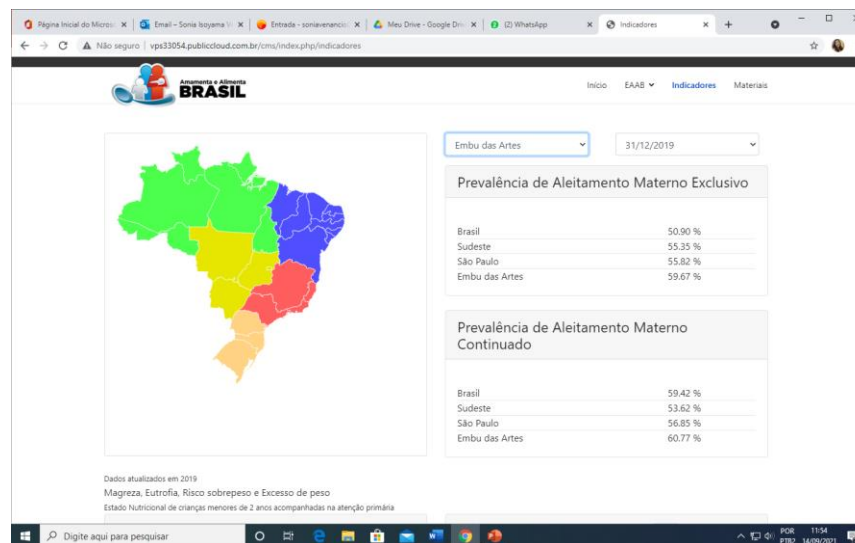 Página Inicial do Micros
Email – Sonia Isoyama V
Entrada - soniavenancio
Meu Drive - Google Driv
(2) WhatsApp
Indicadores
Não seguro | vps33054.publiccloud.com.br/cms/index.php/indicadores
Amamenta e Alimenta
BRASIL
Início EAAB Indicadores Materiais
Embu das Artes 31/12/2019
Prevalência de Aleitamento Materno Exclusivo
Brasil 50.90 %
Sudeste 55.35 %
São Paulo 55.82 %
Embu das Artes 59.67 %
Prevalência de Aleitamento Materno
Continuado
Brasil 59.42 %
Sudeste 53.62 %
São Paulo 56.85 %
Embu das Artes 60.77 %
Dados atualizados em 2019
Magreza, Eutrofia, Risco sobrepeso e Excesso de peso
Estado Nutricional de crianças menores de 2 anos acompanhadas na atenção primária
Digite aqui para pesquisar
POR 11:54
PTB2 14/09/2021